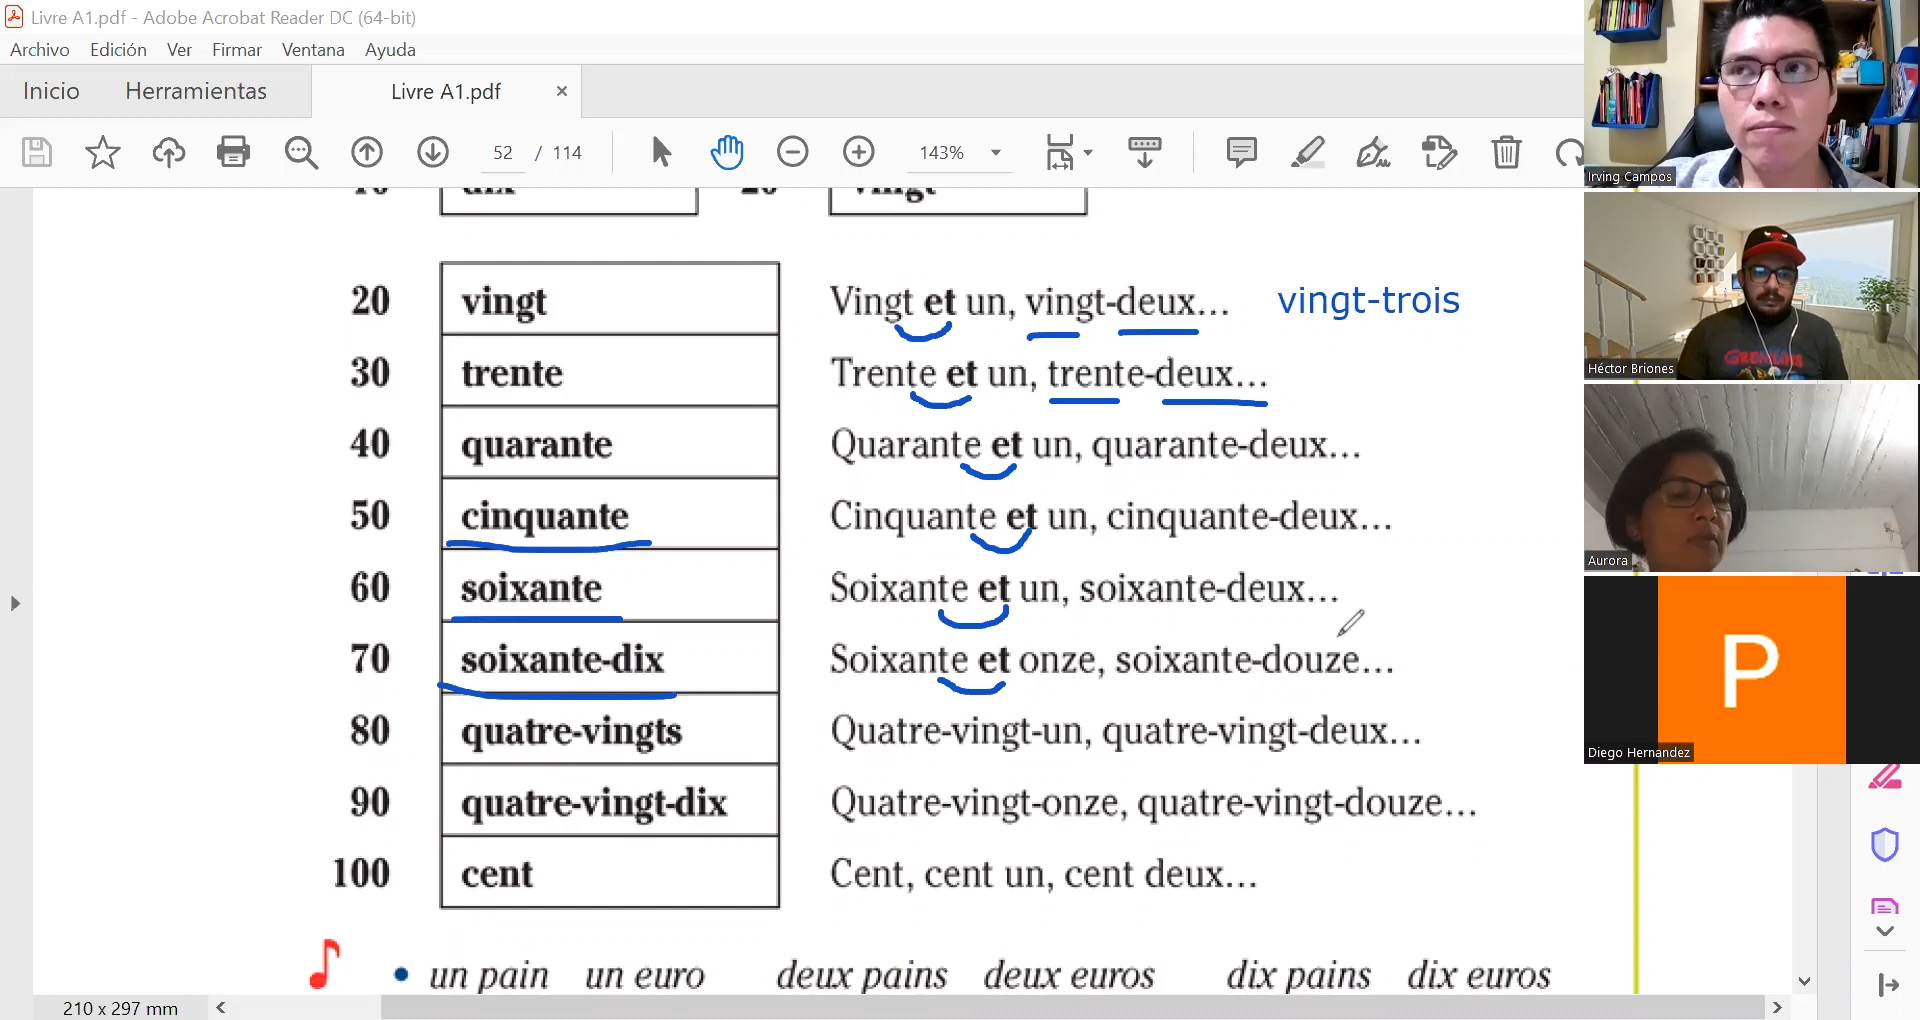 Livre A1.pdf - Adobe Acrobat Reader DC (64-bit)
Archivo Edición Ver Firmar Ventana Ayuda
Inicio Herramientas Livre A1.pdf ×
52 / 114 143%
10 dix 20 vingt
20 vingt Vingt et un, vingt-deux... vingt-trois
30 trente Trente et un, trente-deux...
40 quarante Quarante et un, quarante-deux...
50 cinquante Cinquante et un, cinquante-deux...
60 soixante Soixante et un, soixante-deux...
70 soixante-dix Soixante et onze, soixante-douze...
80 quatre-vingts Quatre-vingt-un, quatre-vingt-deux...
90 quatre-vingt-dix Quatre-vingt-onze, quatre-vingt-douze...
100 cent Cent, cent un, cent deux...
• un pain un euro deux pains deux euros dix pains dix euros
210 x 297 mm
Irving Campos
Héctor Briones
GREMLINS
Aurora
P
Diego Hernandez